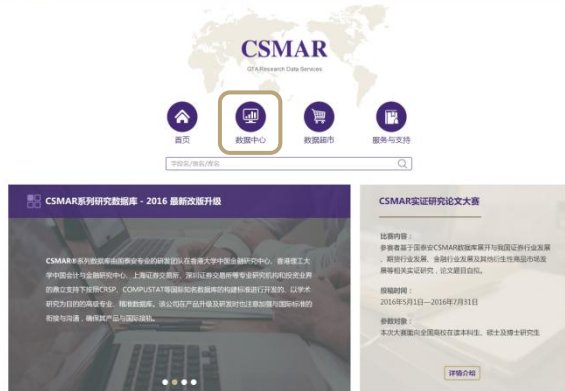 CSMAR
GTA Research Data Services
首页
数据中心
数据超市
服务与支持
字段名/表名/库名
CSMAR系列研究数据库 - 2016 最新改版升级
CSMAR®系列数据库由国泰安专业的研发团队在香港大学中国金融研究中心、香港理工大
学中国会计与金融研究中心、上海证券交易所、深圳证券交易所等专业研究机构和投资业界
的鼎立支持下按照CRSP、COMPUSTAT等国际知名数据库的构建标准进行开发的、以学术
研究为目的的高级专业、精准数据库。该公司在产品升级及研发时也注意加强与国际标准的
衔接与沟通，确保其产品与国际接轨。
CSMAR实证研究论文大赛
比赛内容：
参赛者基于国泰安CSMAR数据库展开与我国证券行业发展
、期货行业发展、金融行业发展及其他衍生性商品市场发
展等相关实证研究，论文题目自拟。
投稿时间：
2016年5月1日—2016年7月31日
参数对象：
本次大赛面向全国高校在读本科生、硕士及博士研究生
详情介绍